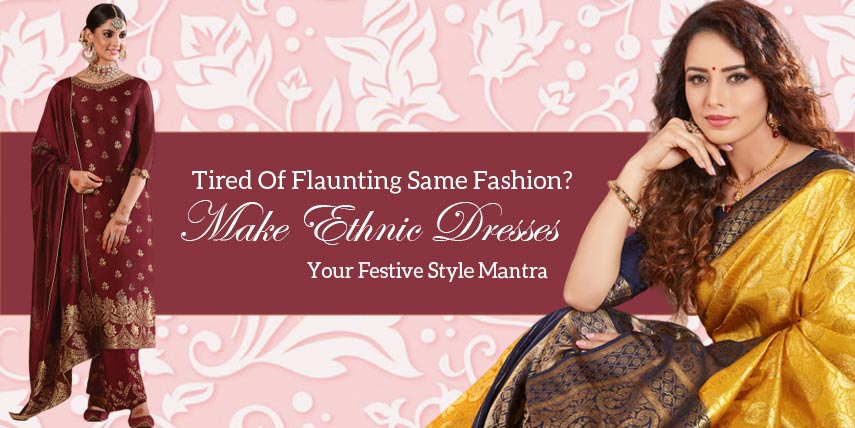 Tired Of Flaunting Same Fashion?
Make Ethnic Dresses
Your Festive Style Mantra